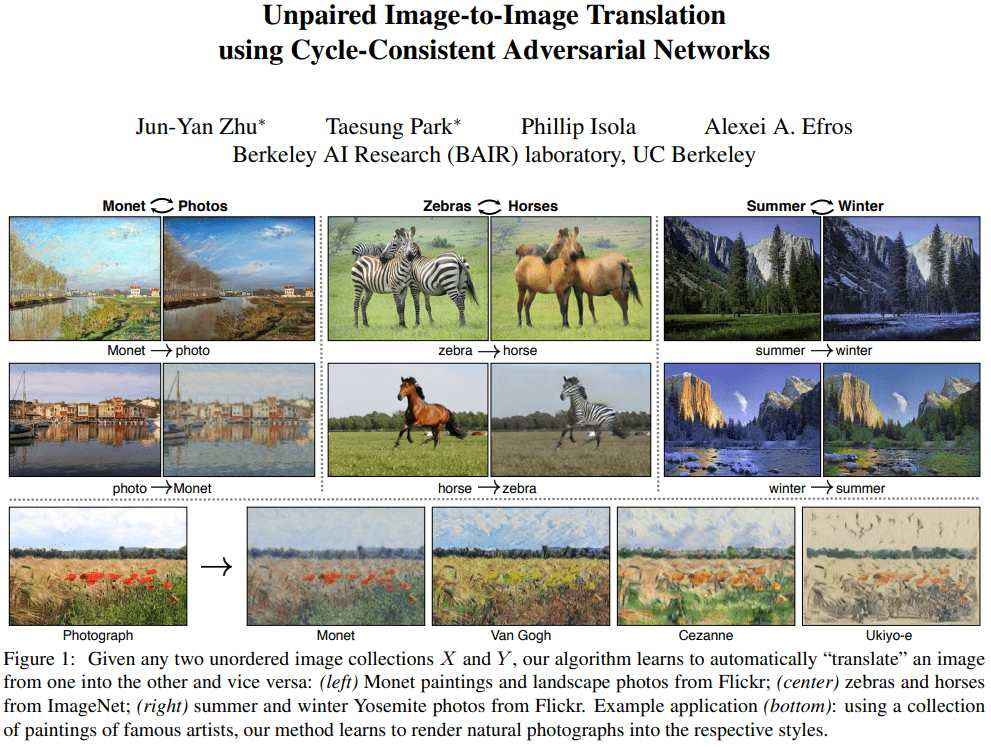 Unpaired Image-to-Image Translation
using Cycle-Consistent Adversarial Networks
Jun-Yan Zhu* Taesung Park* Phillip Isola Alexei A. Efros
Berkeley AI Research (BAIR) laboratory, UC Berkeley
Monet Photos
Monet → photo
photo → Monet
Zebras Horses
zebra → horse
horse → zebra
Summer Winter
summer → winter
winter → summer
Photograph
Monet
Van Gogh
Cezanne
Ukiyo-e
Figure 1: Given any two unordered image collections X and Y, our algorithm learns to automatically “translate” an image
from one into the other and vice versa: (left) Monet paintings and landscape photos from Flickr; (center) zebras and horses
from ImageNet; (right) summer and winter Yosemite photos from Flickr. Example application (bottom): using a collection
of paintings of famous artists, our method learns to render natural photographs into the respective styles.